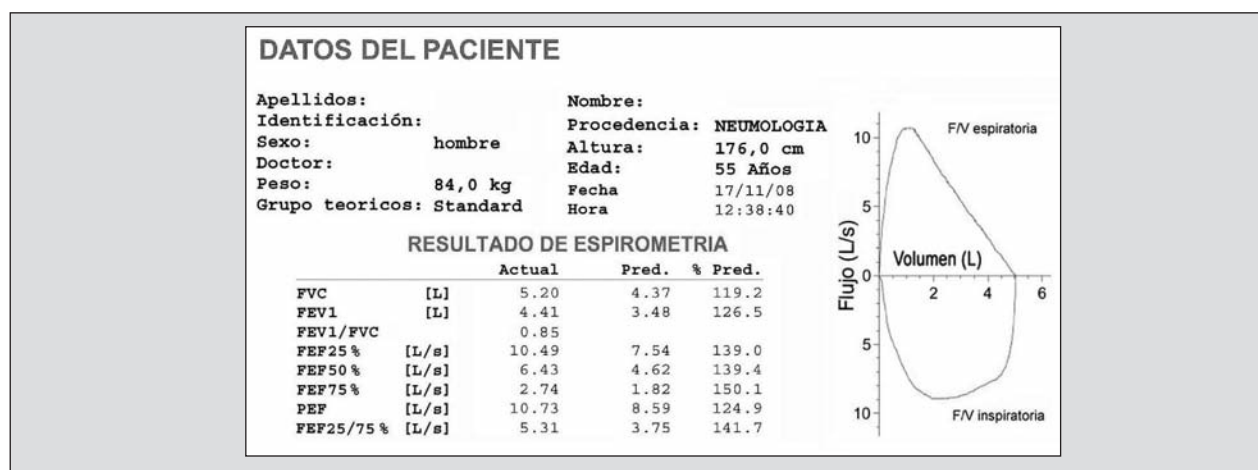 DATOS DEL PACIENTE
Apellidos:
Nombre:
Identificación:
Procedencia: NEUMOLOGIA
Sexo: hombre
Altura: 176,0 cm
Doctor:
Edad: 55 Años
Peso: 84,0 kg
Fecha 17/11/08
Grupo teoricos: Standard
Hora 12:38:40
RESULTADO DE ESPIROMETRIA
Actual Pred. % Pred.
FVC [L] 5.20 4.37 119.2
FEV1 [L] 4.41 3.48 126.5
FEV1/FVC 0.85
FEF25% [L/s] 10.49 7.54 139.0
FEF50% [L/s] 6.43 4.62 139.4
FEF75% [L/s] 2.74 1.82 150.1
PEF [L/s] 10.73 8.59 124.9
FEF25/75% [L/s] 5.31 3.75 141.7
F/V espiratoria
10
5
Flujo (L/s)
Volumen (L)
0
2 4 6
5
10
F/V inspiratoria